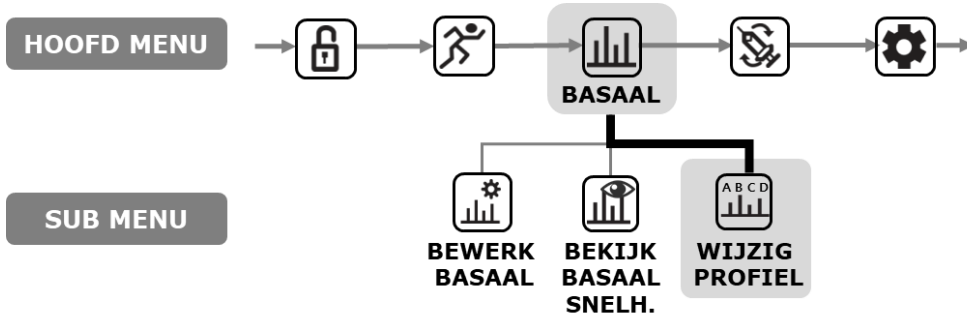 HOOFD MENU
BASAAL
SUB MENU
A B C D
BEWERK
BASAAL
BEKIJK
BASAAL
SNELH.
WIJZIG
PROFIEL